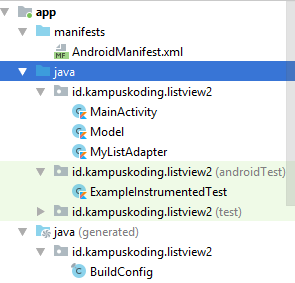 app
manifests
AndroidManifest.xml
java
id.kampuskoding.listview2
MainActivity
Model
MyListAdapter
id.kampuskoding.listview2 (androidTest)
ExampleInstrumentedTest
id.kampuskoding.listview2 (test)
java (generated)
id.kampuskoding.listview2
BuildConfig